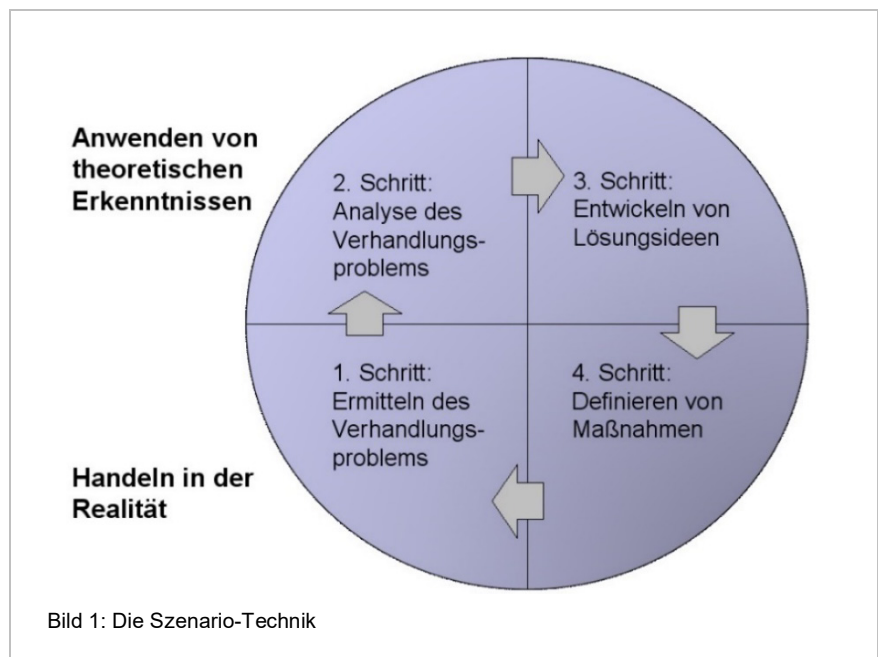 Anwenden von
theoretischen
Erkenntnissen
2. Schritt:
Analyse des
Verhandlungs-
problems
3. Schritt:
Entwickeln von
Lösungsideen
1. Schritt:
Ermitteln des
Verhandlungs-
problems
4. Schritt:
Definieren von
Maßnahmen
Handeln in der
Realität
Bild 1: Die Szenario-Technik